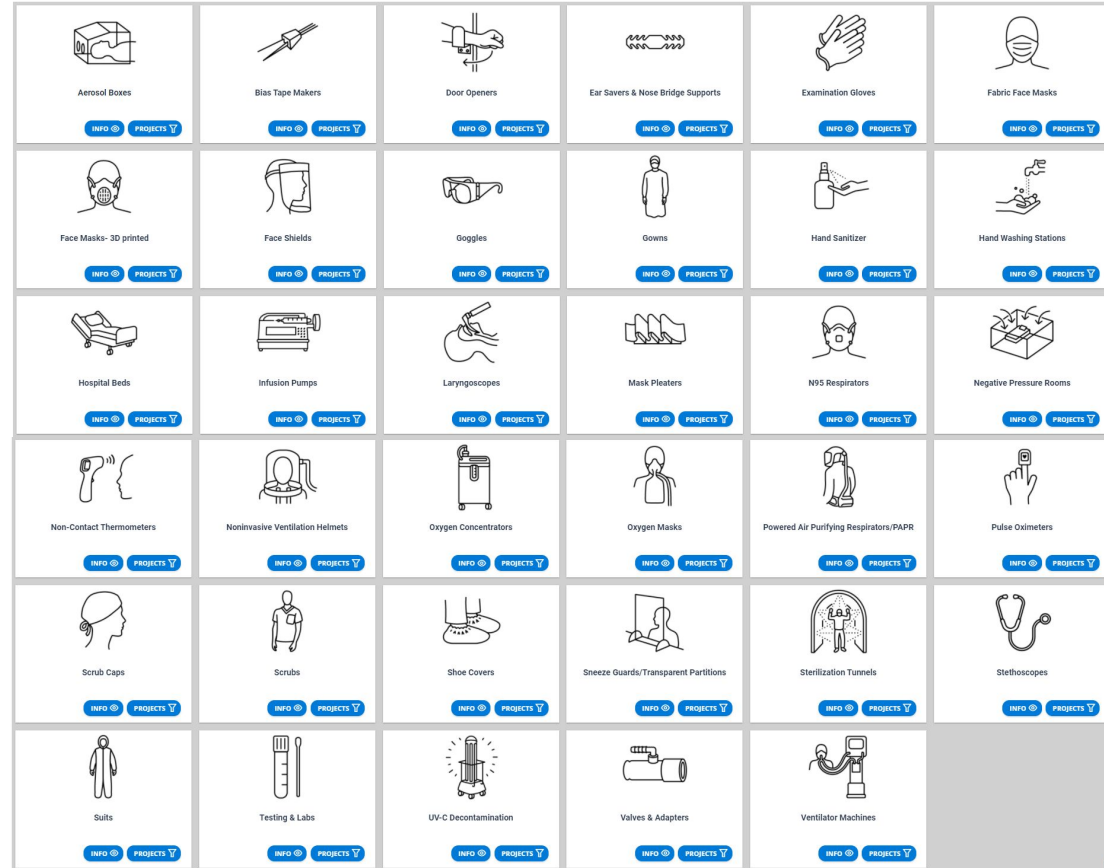 Aerosol Boxes
INFO PROJECTS
Bias Tape Makers
INFO PROJECTS
Door Openers
INFO PROJECTS
Ear Savers & Nose Bridge Supports
INFO PROJECTS
Examination Gloves
INFO PROJECTS
Fabric Face Masks
INFO PROJECTS
Face Masks- 3D printed
INFO PROJECTS
Face Shields
INFO PROJECTS
Goggles
INFO PROJECTS
Gowns
INFO PROJECTS
Hand Sanitizer
INFO PROJECTS
Hand Washing Stations
INFO PROJECTS
Hospital Beds
INFO PROJECTS
Infusion Pumps
INFO PROJECTS
Laryngoscopes
INFO PROJECTS
Mask Pleaters
INFO PROJECTS
N95 Respirators
INFO PROJECTS
Negative Pressure Rooms
INFO PROJECTS
Non-Contact Thermometers
INFO PROJECTS
Noninvasive Ventilation Helmets
INFO PROJECTS
Oxygen Concentrators
INFO PROJECTS
Oxygen Masks
INFO PROJECTS
Powered Air Purifying Respirators/PAPR
INFO PROJECTS
Pulse Oximeters
INFO PROJECTS
Scrub Caps
INFO PROJECTS
Scrubs
INFO PROJECTS
Shoe Covers
INFO PROJECTS
Sneeze Guards/Transparent Partitions
INFO PROJECTS
Sterilization Tunnels
INFO PROJECTS
Stethoscopes
INFO PROJECTS
Suits
INFO PROJECTS
Testing & Labs
INFO PROJECTS
UV-C Decontamination
INFO PROJECTS
Valves & Adapters
INFO PROJECTS
Ventilator Machines
INFO PROJECTS